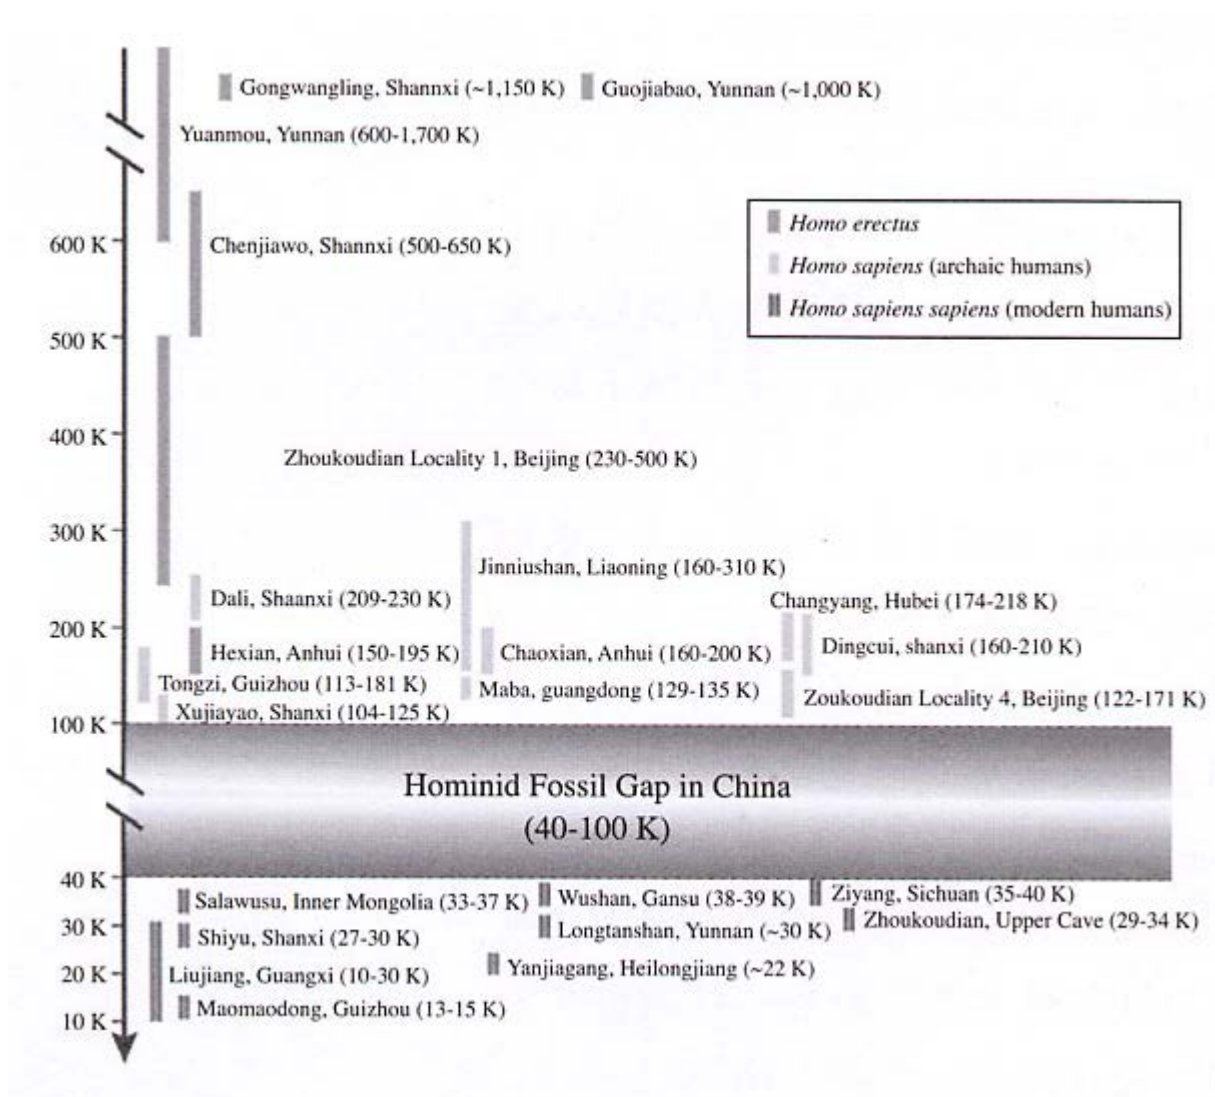 Gongwangling, Shannxi (~1,150 K)
Guojiabao, Yunnan (~1,000 K)
Yuanmou, Yunnan (600-1,700 K)
600 K
Chenjiawo, Shannxi (500-650 K)
Homo erectus
Homo sapiens (archaic humans)
Homo sapiens sapiens (modern humans)
500 K
400 K
Zhoukoudian Locality 1, Beijing (230-500 K)
300 K
Jinniushan, Liaoning (160-310 K)
Dali, Shaanxi (209-230 K)
Changyang, Hubei (174-218 K)
200 K
Hexian, Anhui (150-195 K)
Chaoxian, Anhui (160-200 K)
Dingcui, shanxi (160-210 K)
Tongzi, Guizhou (113-181 K)
Maba, guangdong (129-135 K)
Zoukoudian Locality 4, Beijing (122-171 K)
Xujiayao, Shanxi (104-125 K)
100 K
Hominid Fossil Gap in China
(40-100 K)
40 K
Salawusu, Inner Mongolia (33-37 K)
Wushan, Gansu (38-39 K)
Ziyang, Sichuan (35-40 K)
30 K
Shiyu, Shanxi (27-30 K)
Longtanshan, Yunnan (~30 K)
Zhoukoudian, Upper Cave (29-34 K)
20 K
Liujiang, Guangxi (10-30 K)
Yanjiagang, Heilongjiang (~22 K)
10 K
Maomaodong, Guizhou (13-15 K)